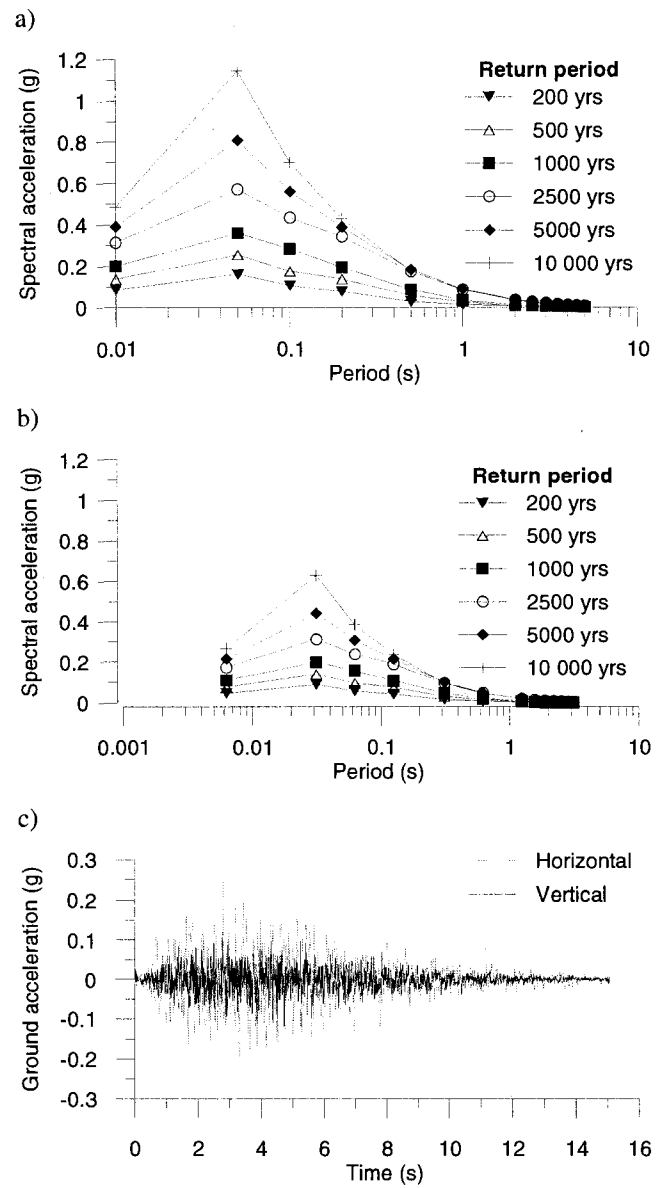 a)
Spectral acceleration (g)
1.2
1
0.8
0.6
0.4
0.2
0
0.01
0.1
1
10
Period (s)
Return period
200 yrs
500 yrs
1000 yrs
2500 yrs
5000 yrs
10 000 yrs
b)
Spectral acceleration (g)
1.2
1
0.8
0.6
0.4
0.2
0
0.001
0.01
0.1
1
10
Period (s)
Return period
200 yrs
500 yrs
1000 yrs
2500 yrs
5000 yrs
10 000 yrs
c)
Ground acceleration (g)
0.3
0.2
0.1
0
-0.1
-0.2
-0.3
0
2
4
6
8
10
12
14
16
Time (s)
Horizontal
Vertical